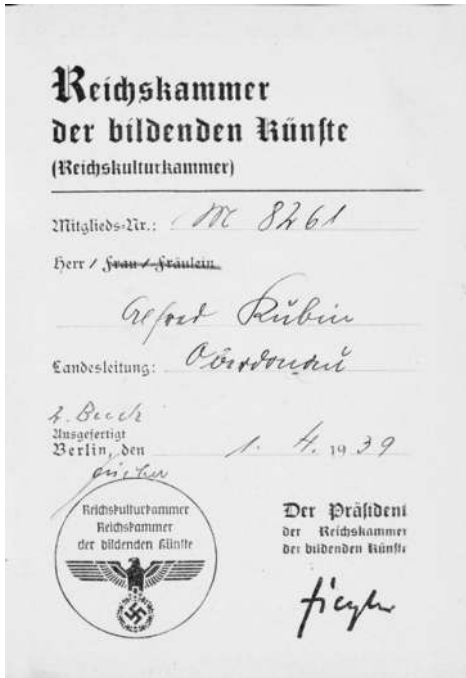 Reichskammer
der bildenden Künste
(Reichskulturkammer)
Mitglieds-Nr.: M 8261
Herr / Frau / Fräulein
Alfred Kubin
Landesleitung: Oberdonau
Ausgefertigt
Berlin, den 1. 4. 1939
Reichskulturkammer
Reichskammer
der bildenden Künste
Der Präsident
der Reichskammer
der bildenden Künste
Ziegler